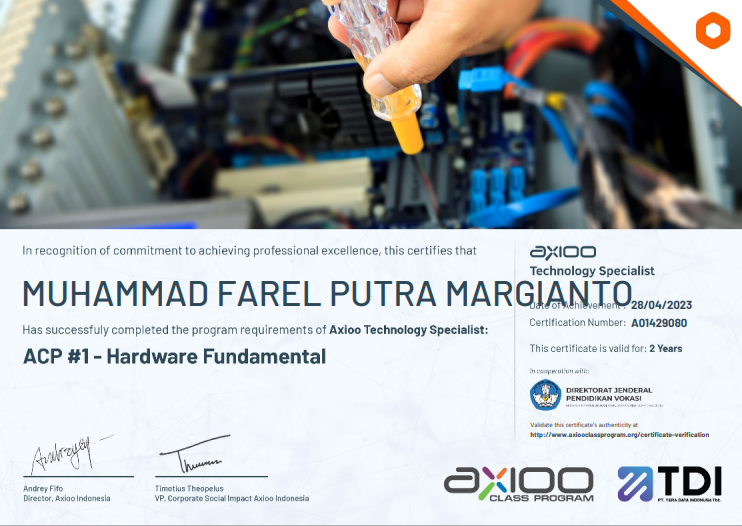 In recognition of commitment to achieving professional excellence, this certifies that
MUHAMMAD FAREL PUTRA MARGIANTO
Has successfuly completed the program requirements of Axioo Technology Specialist:
ACP #1 - Hardware Fundamental
Andrey Fifo
Director, Axioo Indonesia
Timotius Theopelus
VP. Corporate Social Impact Axioo Indonesia
AXIOO
Technology Specialist
Date of Achievement: 28/04/2023
Certification Number: A01429080
This certificate is valid for: 2 Years
In cooperation with:
DIREKTORAT JENDERAL
PENDIDIKAN VOKASI
Validate this certificate's authenticity at
http://www.axiooclassprogram.org/certificate-verification
AXIOO
CLASS PROGRAM
TDI
PT. TERA DATA INDONUSA Tbk.